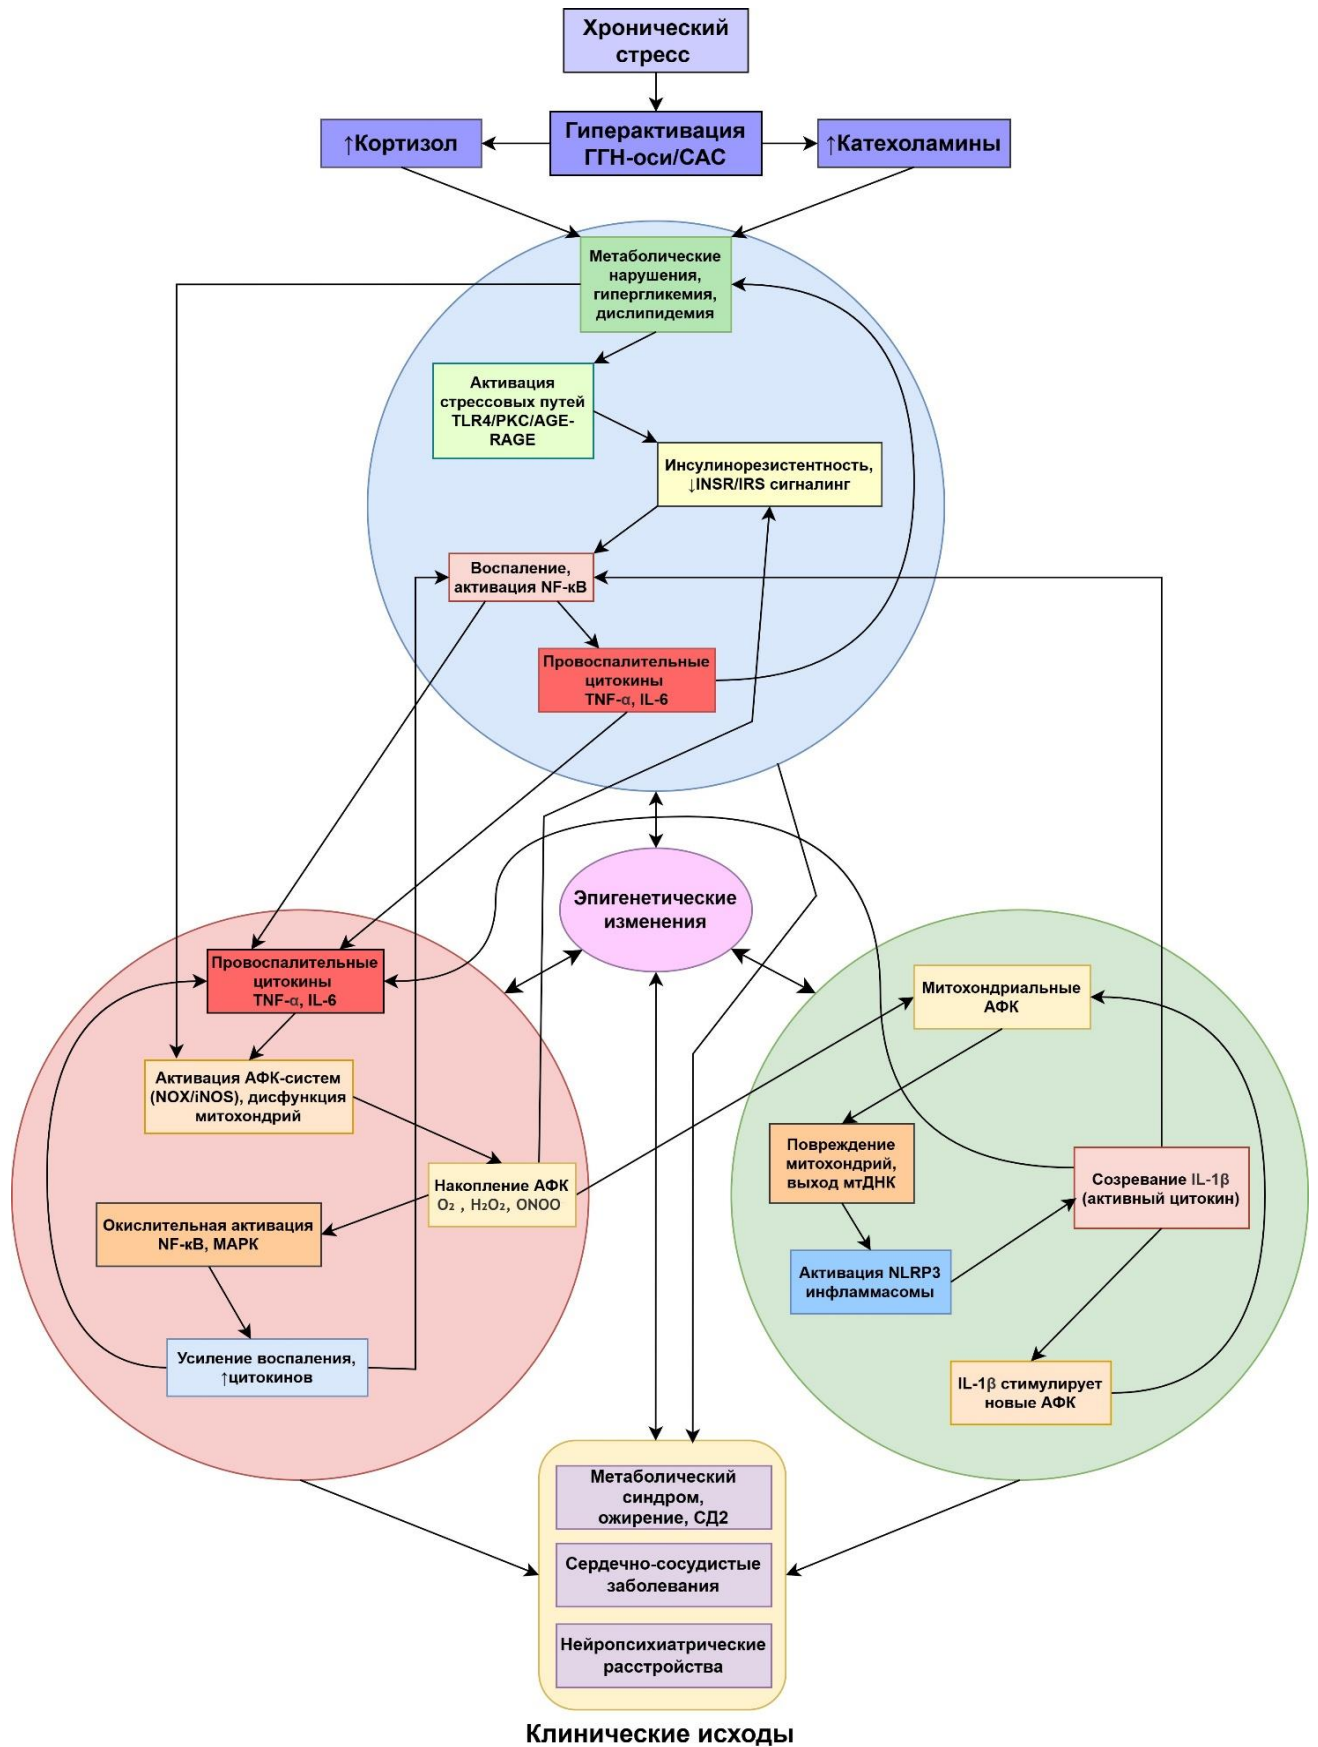 Хронический
стресс
↑Кортизол
Гиперактивация
ГГН-оси/САС
↑Катехоламины
Метаболические
нарушения,
гипергликемия,
дислипидемия
Активация
стрессовых путей
TLR4/PKC/AGE-
RAGE
Инсулинорезистентность,
↓INSR/IRS сигналинг
Воспаление,
активация NF-κB
Провоспалительные
цитокины
TNF-α, IL-6
Эпигенетические
изменения
Провоспалительные
цитокины
TNF-α, IL-6
Активация АФК-систем
(NOX/iNOS), дисфункция
митохондрий
Накопление АФК
O₂ , H₂O₂, ONOO
Окислительная активация
NF-κB, МАРК
Усиление воспаления,
↑цитокинов
Митохондриальные
АФК
Повреждение
митохондрий,
выход мтДНК
Созревание IL-1β
(активный цитокин)
Активация NLRP3
инфламмасомы
IL-1β стимулирует
новые АФК
Метаболический
синдром,
ожирение, СД2
Сердечно-сосудистые
заболевания
Нейропсихиатрические
расстройства
Клинические исходы